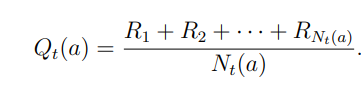 Q_t(a) = \frac{R_1 + R_2 + \cdots + R_{N_t(a)}}{N_t(a)}.